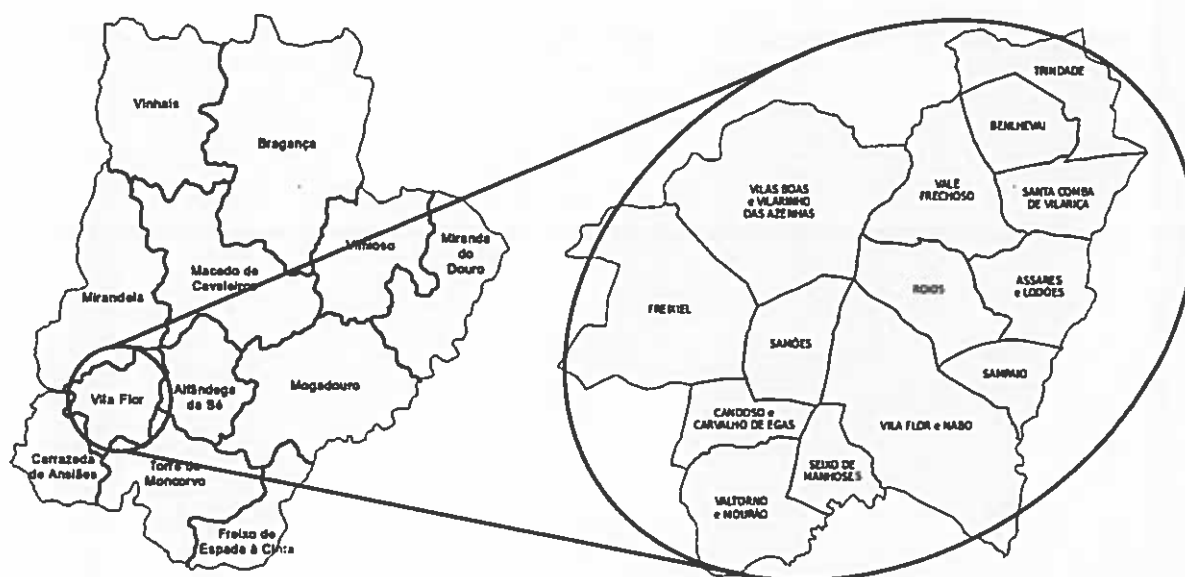 Vinhais
Bragança
Vimioso
Miranda
do
Douro
Macedo de
Cavaleiros
Mirandela
Mogadouro
Alfândega
da Sé
Vila Flor
Carrazeda
de Ansiães
Torre de
Moncorvo
Freixo de
Espada à Cinta
TRINDADE
BENLHEVAI
VILAS BOAS
e VILARINHO
DAS AZENHAS
VALE
FRECHOSO
SANTA COMBA
DE VILARIÇA
ROIOS
ASSARES
e LODÕES
FREIXIEL
SAMÕES
SAMPAIO
CANDOSO e
CARVALHO DE EGAS
VILA FLOR e NABO
SEIXO DE
MANHOSES
VALTORNO
e MOURÃO